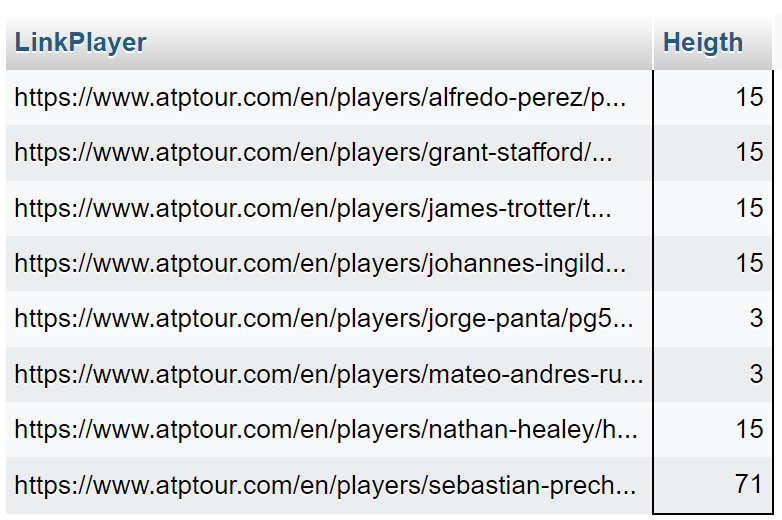 LinkPlayer Heigth
https://www.atptour.com/en/players/alfredo-perez/p... 15
https://www.atptour.com/en/players/grant-stafford/... 15
https://www.atptour.com/en/players/james-trotter/t... 15
https://www.atptour.com/en/players/johannes-ingild... 15
https://www.atptour.com/en/players/jorge-panta/pg5... 3
https://www.atptour.com/en/players/mateo-andres-ru... 3
https://www.atptour.com/en/players/nathan-healey/h... 15
https://www.atptour.com/en/players/sebastian-prech... 71